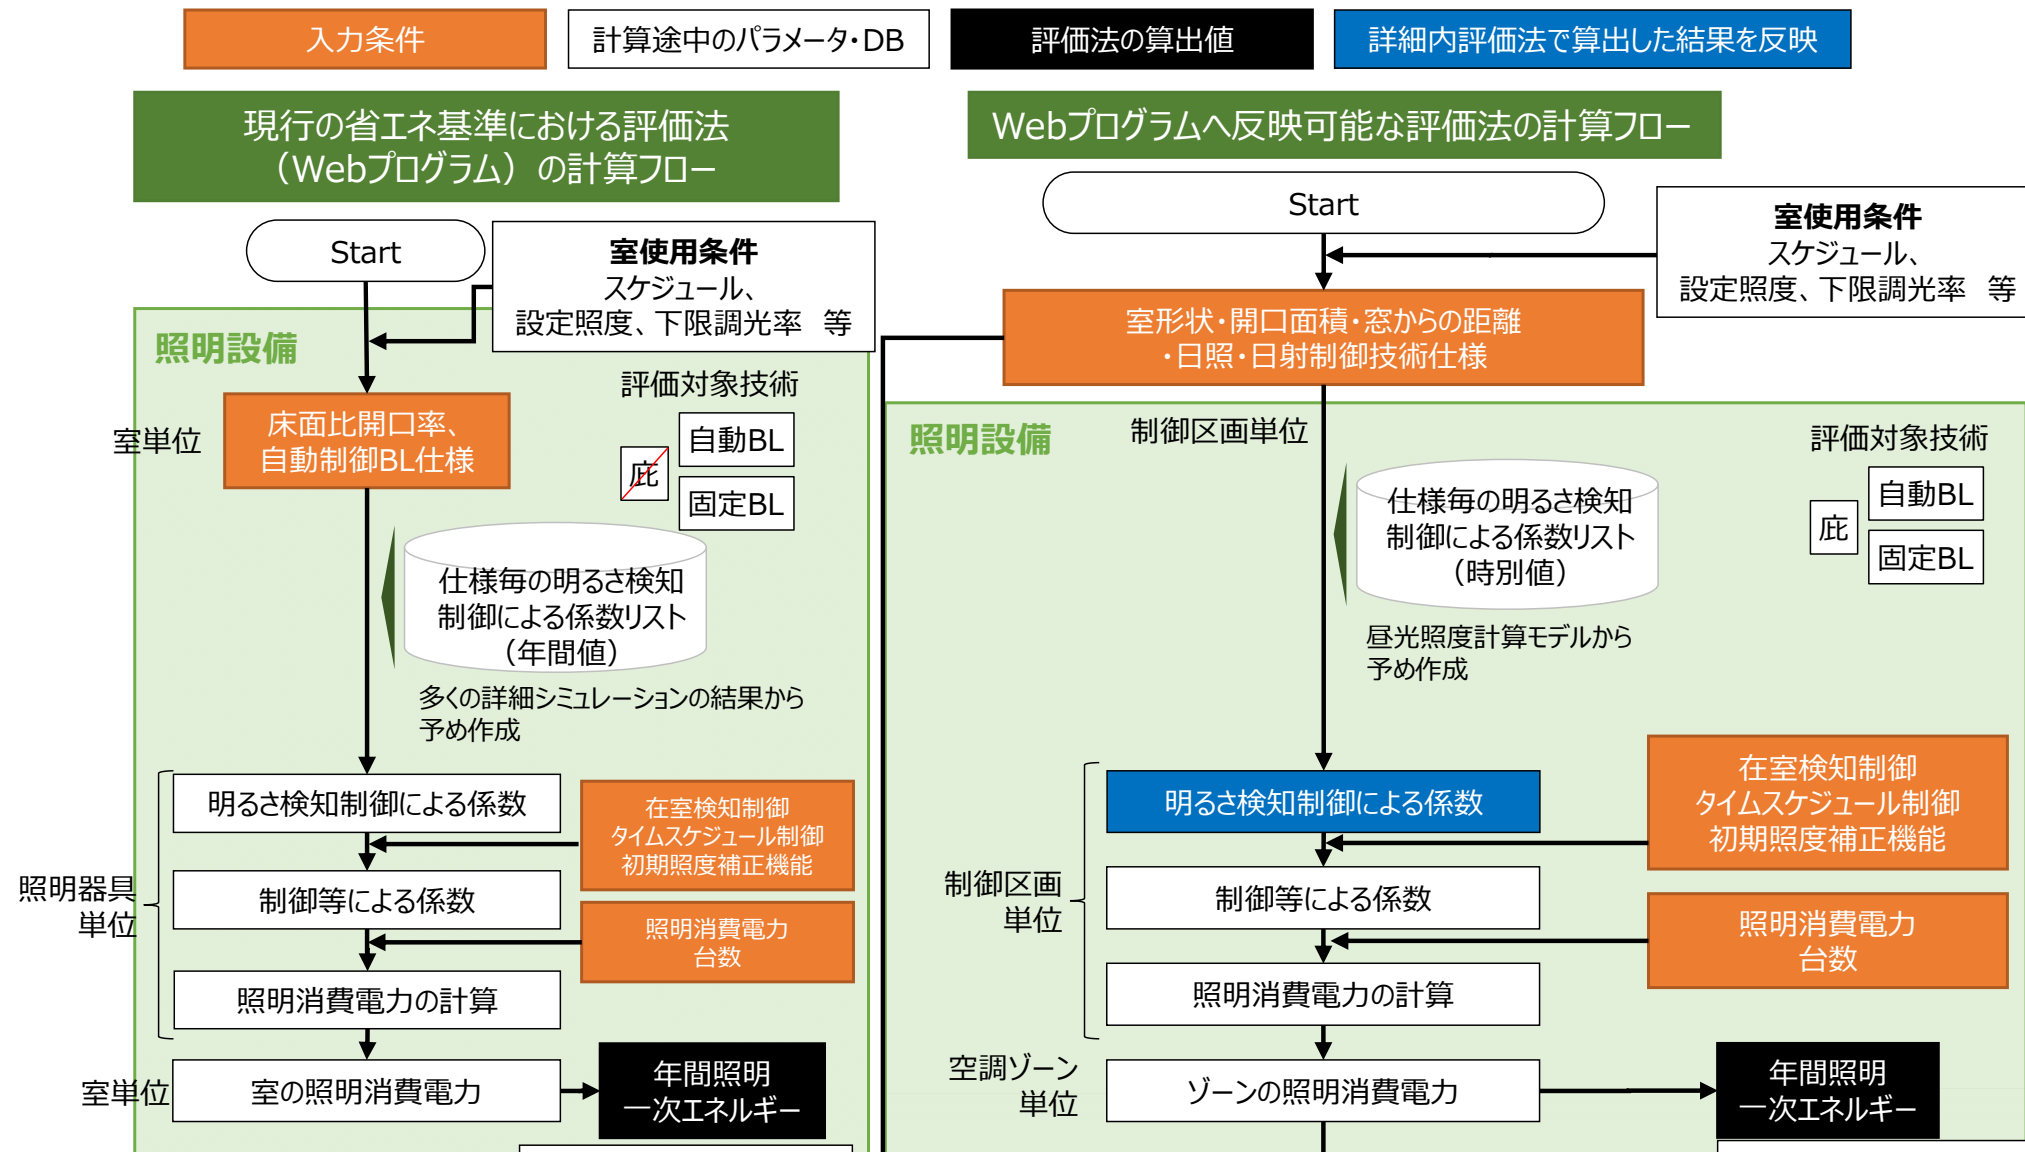 入力条件
計算途中のパラメータ・DB
評価法の算出値
詳細内評価法で算出した結果を反映
現行の省エネ基準における評価法
（Webプログラム）の計算フロー
Start
室使用条件
スケジュール、
設定照度、下限調光率　等
照明設備
評価対象技術
室単位
床面比開口率、
自動制御BL仕様
庇
自動BL
固定BL
仕様毎の明るさ検知
制御による係数リスト
（年間値）
多くの詳細シミュレーションの結果から
予め作成
照明器具
単位
明るさ検知制御による係数
在室検知制御
タイムスケジュール制御
初期照度補正機能
制御等による係数
照明消費電力
台数
照明消費電力の計算
室単位
室の照明消費電力
年間照明
一次エネルギー
Webプログラムへ反映可能な評価法の計算フロー
Start
室使用条件
スケジュール、
設定照度、下限調光率　等
室形状・開口面積・窓からの距離
・日照・日射制御技術仕様
照明設備
制御区画単位
評価対象技術
庇
自動BL
固定BL
仕様毎の明るさ検知
制御による係数リスト
（時別値）
昼光照度計算モデルから
予め作成
制御区画
単位
明るさ検知制御による係数
在室検知制御
タイムスケジュール制御
初期照度補正機能
制御等による係数
照明消費電力
台数
照明消費電力の計算
空調ゾーン
単位
ゾーンの照明消費電力
年間照明
一次エネルギー